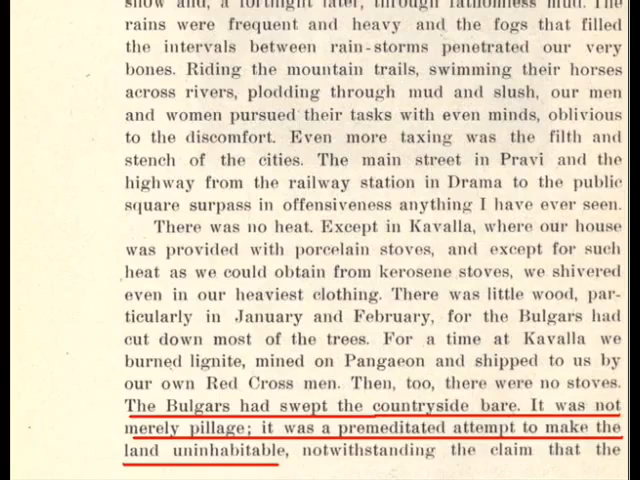 snow and, a fortnight later, through fathomless mud. The
rains were frequent and heavy and the fogs that filled
the intervals between rain-storms penetrated our very
bones. Riding the mountain trails, swimming their horses
across rivers, plodding through mud and slush, our men
and women pursued their tasks with even minds, oblivious
to the discomfort. Even more taxing was the filth and
stench of the cities. The main street in Pravi and the
highway from the railway station in Drama to the public
square surpass in offensiveness anything I have ever seen.
There was no heat. Except in Kavalla, where our house
was provided with porcelain stoves, and except for such
heat as we could obtain from kerosene stoves, we shivered
even in our heaviest clothing. There was little wood, par-
ticularly in January and February, for the Bulgars had
cut down most of the trees. For a time at Kavalla we
burned lignite, mined on Pangaeon and shipped to us by
our own Red Cross men. Then, too, there were no stoves.
The Bulgars had swept the countryside bare. It was not
merely pillage; it was a premeditated attempt to make the
land uninhabitable, notwithstanding the claim that the